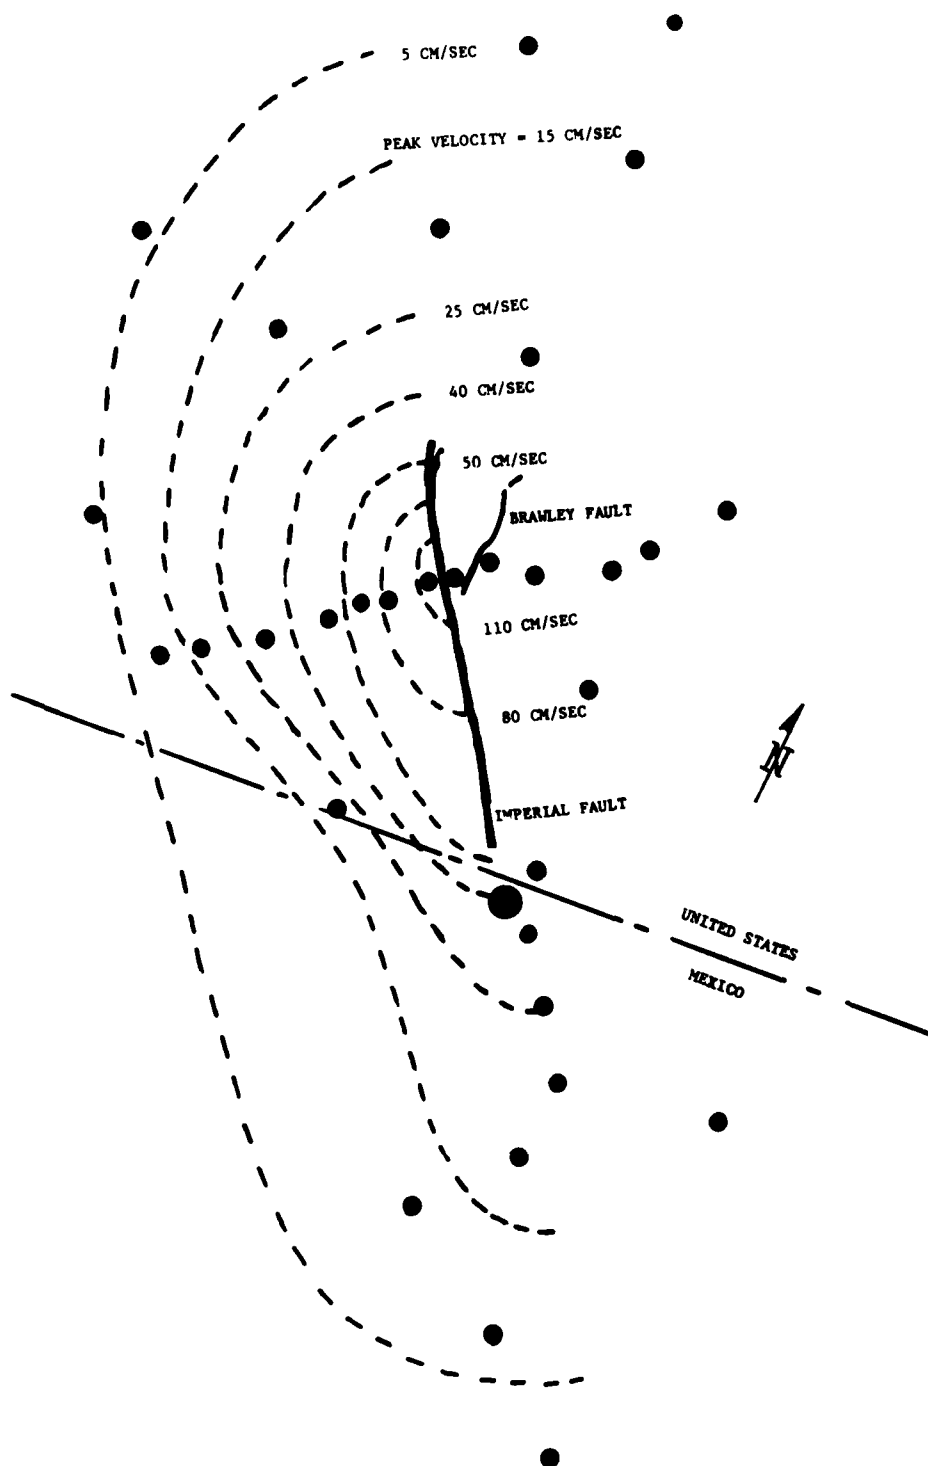 5 CM/SEC
PEAK VELOCITY = 15 CM/SEC
25 CM/SEC
40 CM/SEC
50 CM/SEC
BRAWLEY FAULT
110 CM/SEC
80 CM/SEC
N
IMPERIAL FAULT
UNITED STATES
MEXICO